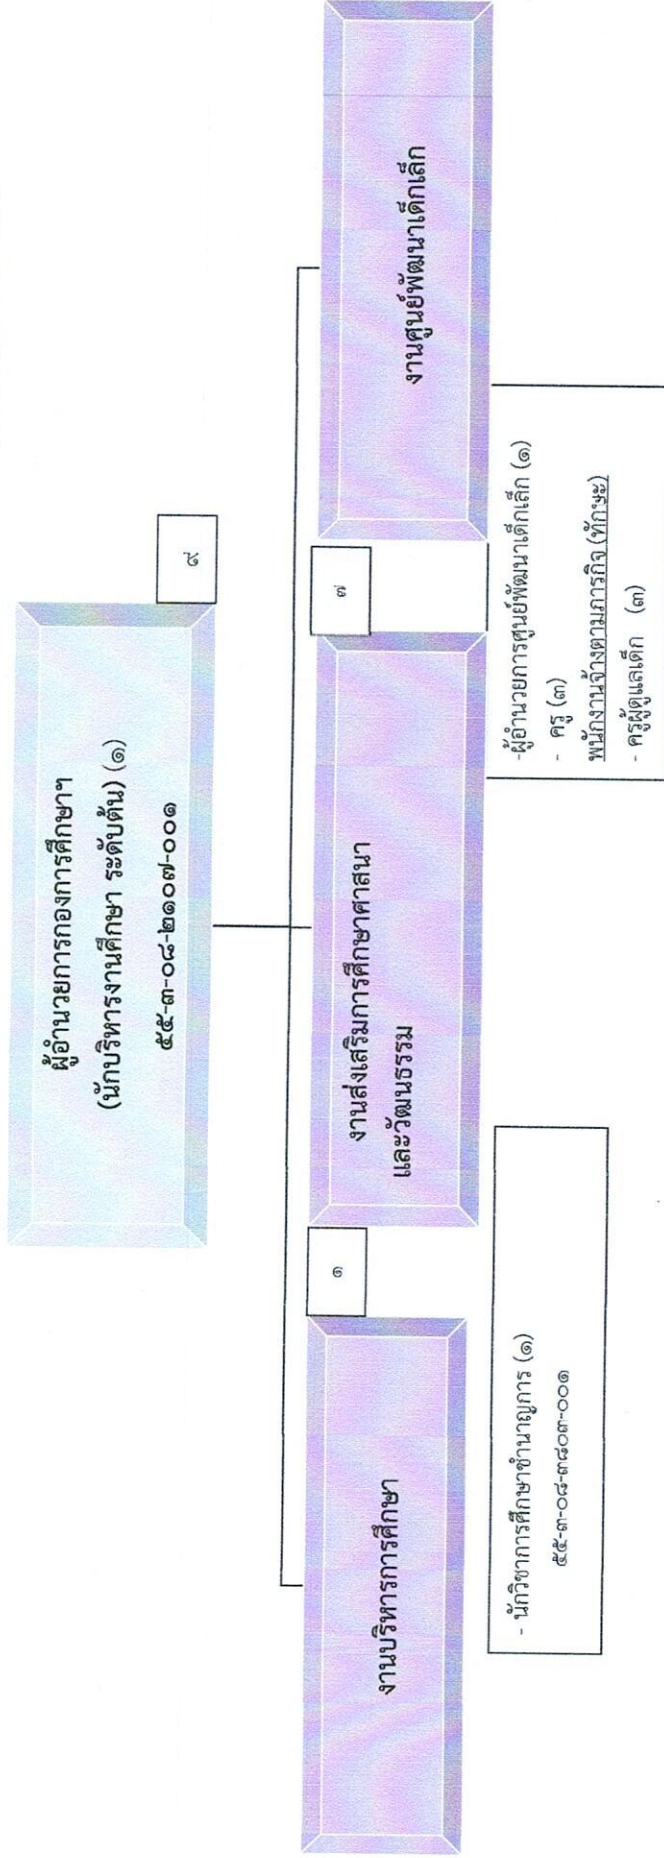 ผู้อำนวยการกองการศึกษาฯ
(นักบริหารงานศึกษา ระดับต้น) (๑)
๕๕-๓-๐๘-๒๑๐๗-๐๐๑
๙
งานบริหารการศึกษา
๑
งานส่งเสริมการศึกษาศาสนา
และวัฒนธรรม
๗
งานศูนย์พัฒนาเด็กเล็ก
- นักวิชาการศึกษาชำนาญการ (๑)
๕๕-๓-๐๘-๓๘๐๓-๐๐๑
-ผู้อำนวยการศูนย์พัฒนาเด็กเล็ก (๑)
- ครู (๓)
พนักงานจ้างตามภารกิจ (ทักษะ)
- ครูผู้ดูแลเด็ก (๓)